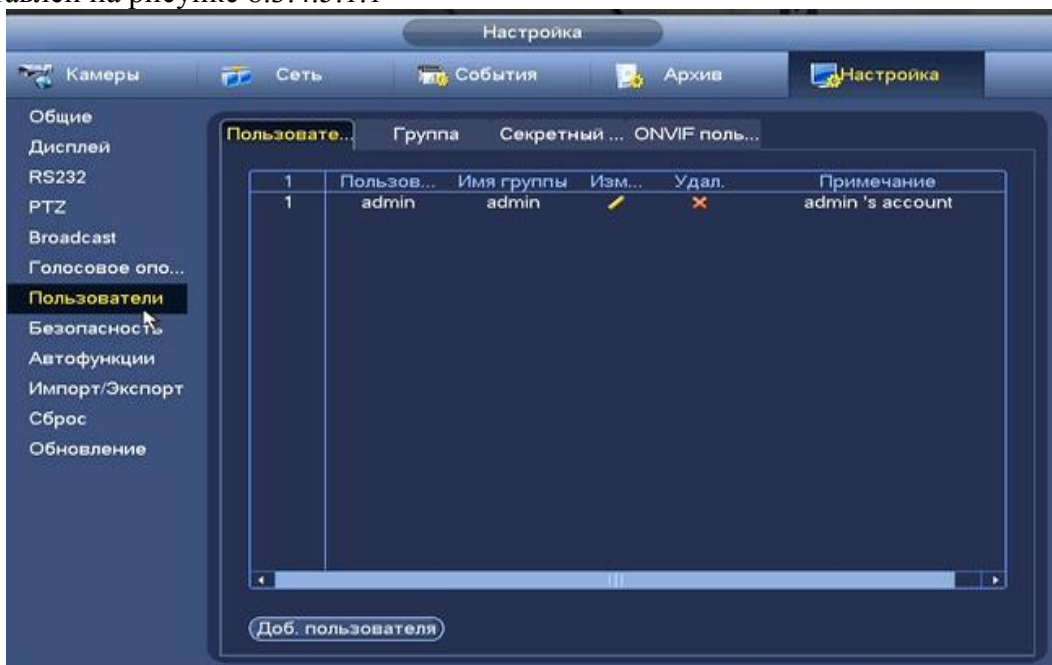 Настройка
Камеры Сеть События Архив Настройка
Общие
Дисплей
RS232
PTZ
Broadcast
Голосовое опо...
Пользователи
Безопасность
Автофункции
Импорт/Экспорт
Сброс
Обновление
Пользовате... Группа Секретный ... ONVIF поль...
1 Пользов... Имя группы Изм... Удал. Примечание
1 admin admin admin 's account
Доб. пользователя